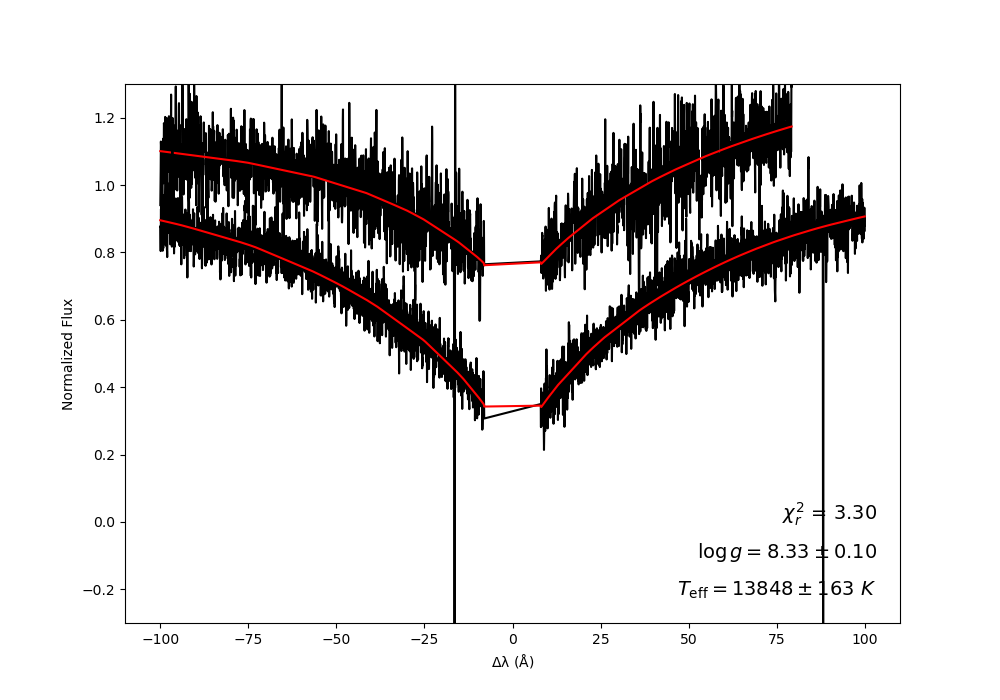 1.2
1.0
0.8
0.6
0.4
0.2
0.0
−0.2
Normalized Flux
χ²ᵣ = 3.30
log g = 8.33 ± 0.10
T_eff = 13848 ± 163 K
−100 −75 −50 −25 0 25 50 75 100
Δλ (Å)